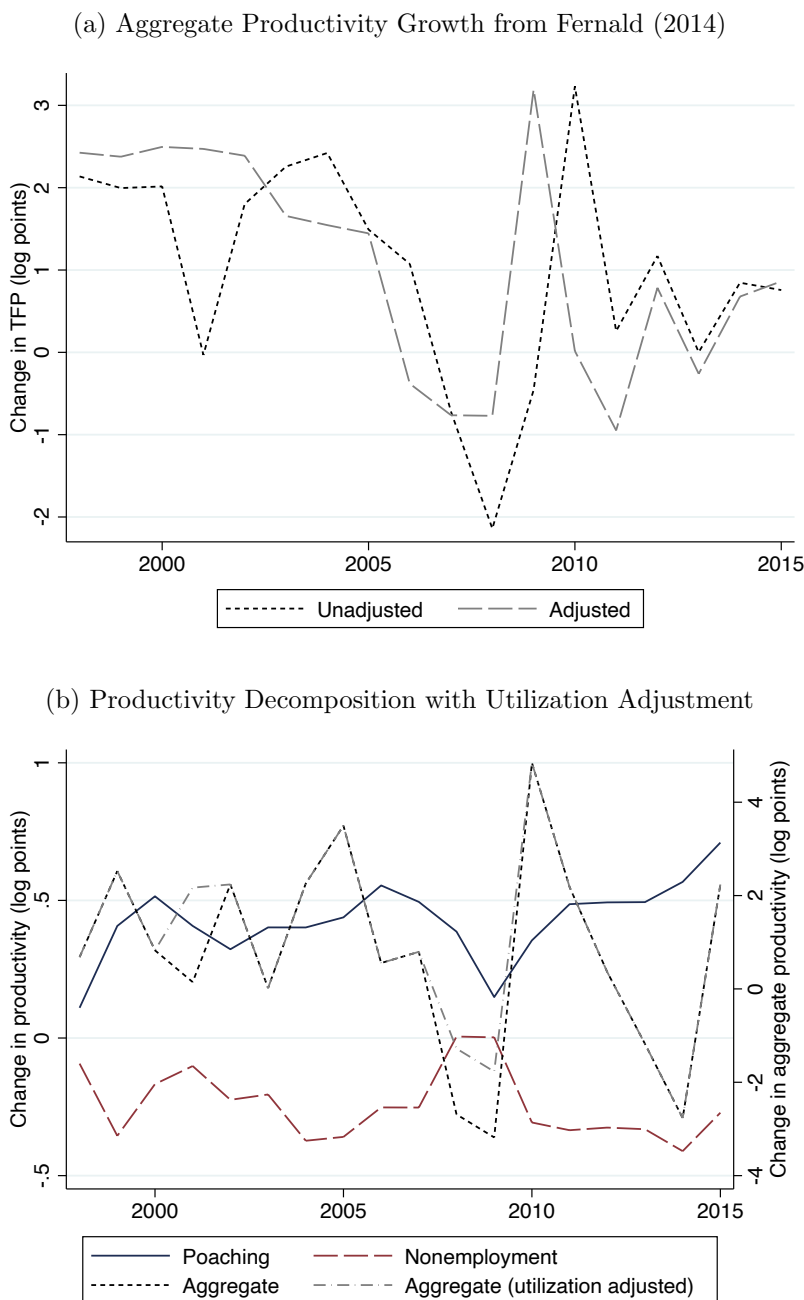 (a) Aggregate Productivity Growth from Fernald (2014)
Change in TFP (log points)
3
2
1
0
-1
-2
2000 2005 2010 2015
Unadjusted Adjusted
(b) Productivity Decomposition with Utilization Adjustment
Change in productivity (log points)
1
.5
0
-.5
Change in aggregate productivity (log points)
4
2
0
-2
-4
2000 2005 2010 2015
Poaching Nonemployment
Aggregate Aggregate (utilization adjusted)